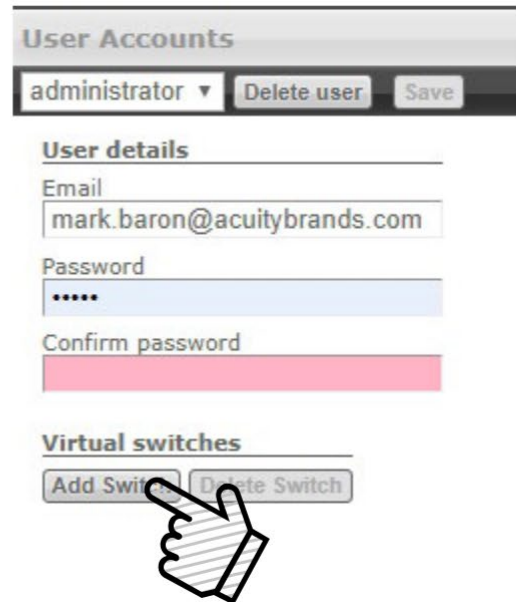 User Accounts
administrator Delete user Save
User details
Email
mark.baron@acuitybrands.com
Password
•••••
Confirm password
Virtual switches
Add Delete Switch